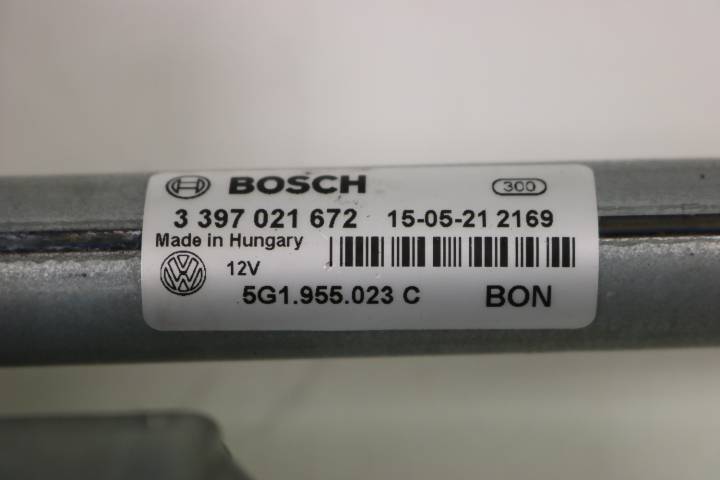 BOSCH 300
3 397 021 672 15-05-21 2169
Made in Hungary
12V
5G1.955.023 C BON